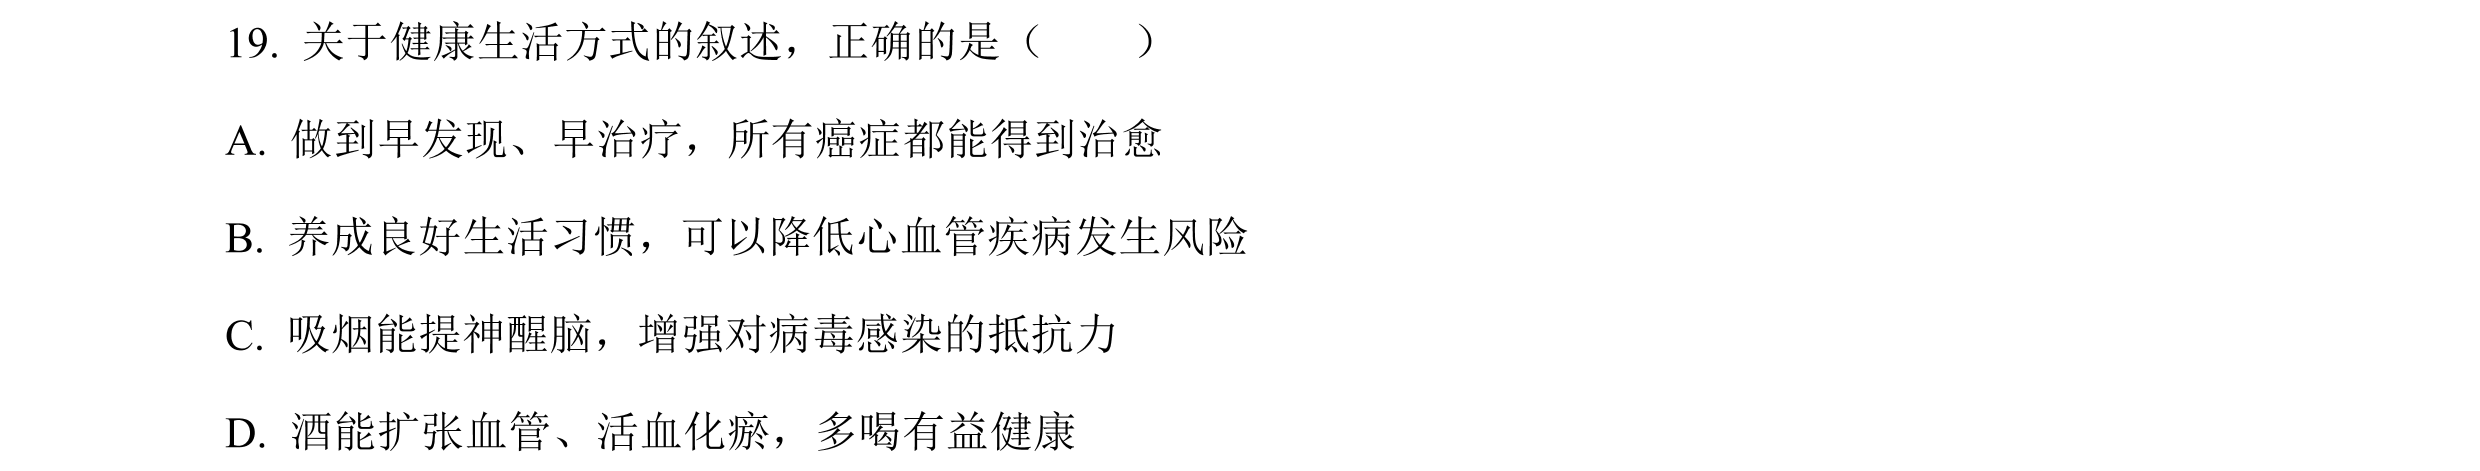 19. 关于健康生活方式的叙述，正确的是（　　）
A. 做到早发现、早治疗，所有癌症都能得到治愈
B. 养成良好生活习惯，可以降低心血管疾病发生风险
C. 吸烟能提神醒脑，增强对病毒感染的抵抗力
D. 酒能扩张血管、活血化瘀，多喝有益健康